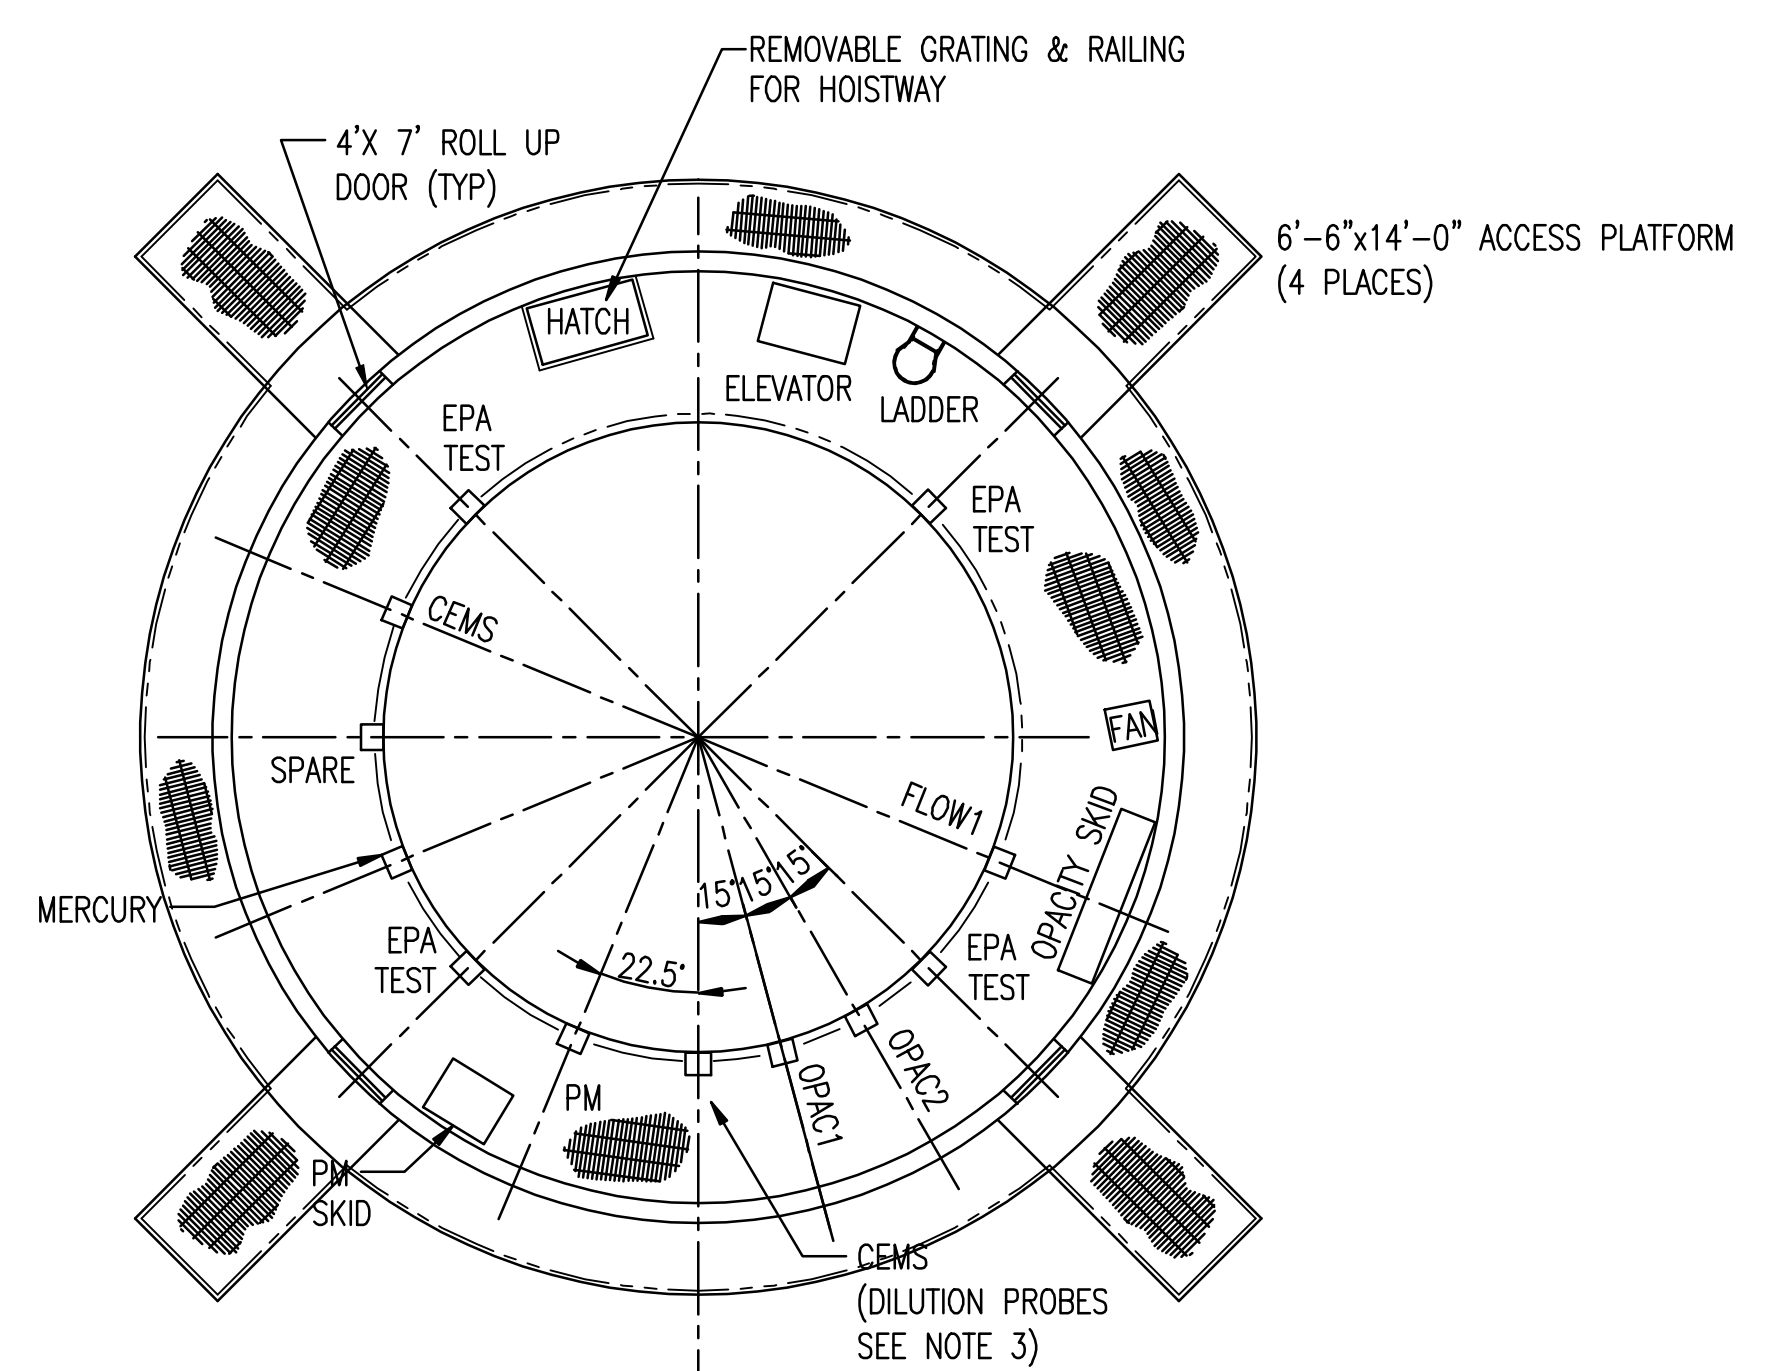 REMOVABLE GRATING & RAILING
FOR HOISTWAY
4'X 7' ROLL UP
DOOR (TYP)
6'-6"x14'-0" ACCESS PLATFORM
(4 PLACES)
HATCH
ELEVATOR
LADDER
EPA
TEST
EPA
TEST
CEMS
FAN
SPARE
FLOW1
OPACITY SKID
15° 15° 15°
MERCURY
EPA
TEST
EPA
TEST
22.5°
OPAC1
OPAC2
PM
PM
SKID
CEMS
(DILUTION PROBES
SEE NOTE 3)